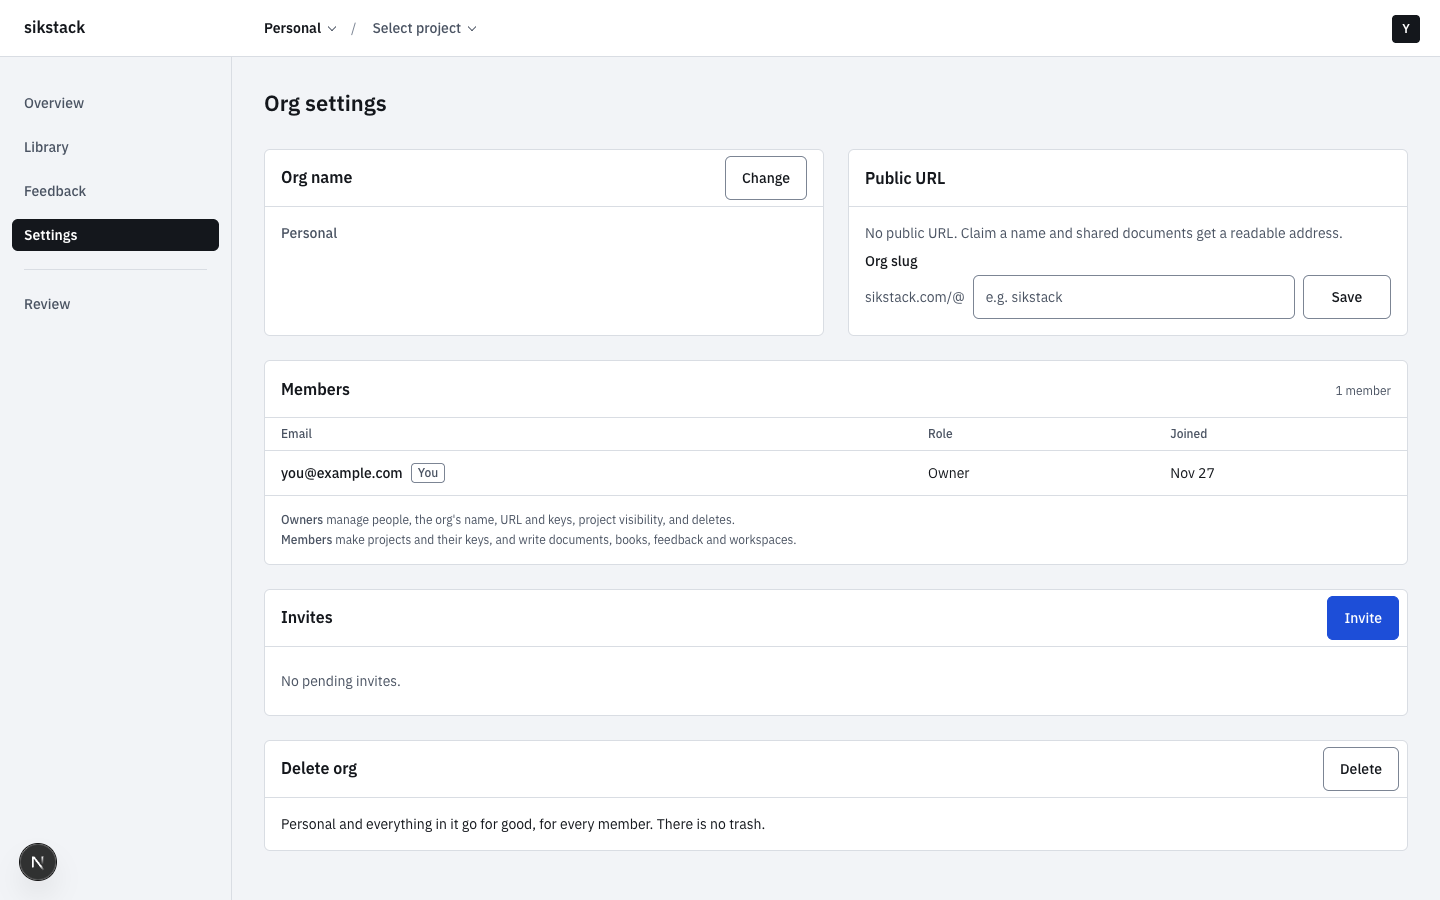 sikstack
Personal / Select project
Y
Overview
Library
Feedback
Settings
Review
Org settings
Org name
Change
Personal
Public URL
No public URL. Claim a name and shared documents get a readable address.
Org slug
sikstack.com/@ e.g. sikstack Save
Members
1 member
Email Role Joined
you@example.com You Owner Nov 27
Owners manage people, the org's name, URL and keys, project visibility, and deletes.
Members make projects and their keys, and write documents, books, feedback and workspaces.
Invites
Invite
No pending invites.
Delete org
Delete
Personal and everything in it go for good, for every member. There is no trash.
N